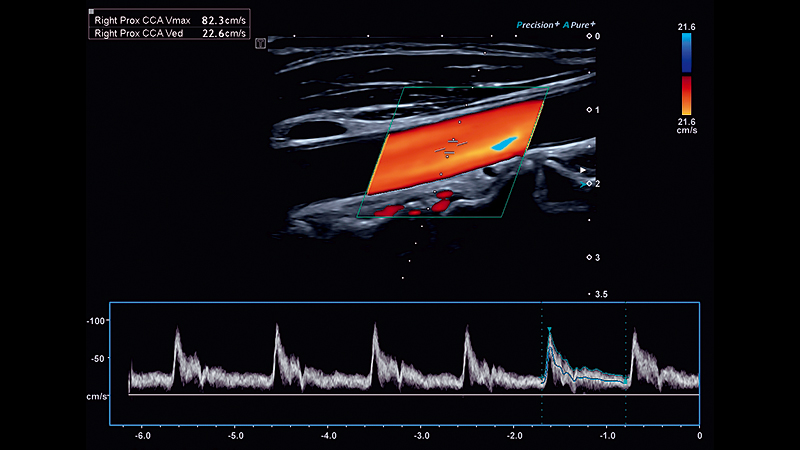 Right Prox CCA Vmax 82.3cm/s
Right Prox CCA Ved 22.6cm/s
Precision+ APure+
0
1
2
3
3.5
21.6
21.6
cm/s
-100
-50
cm/s
-6.0 -5.0 -4.0 -3.0 -2.0 -1.0 0